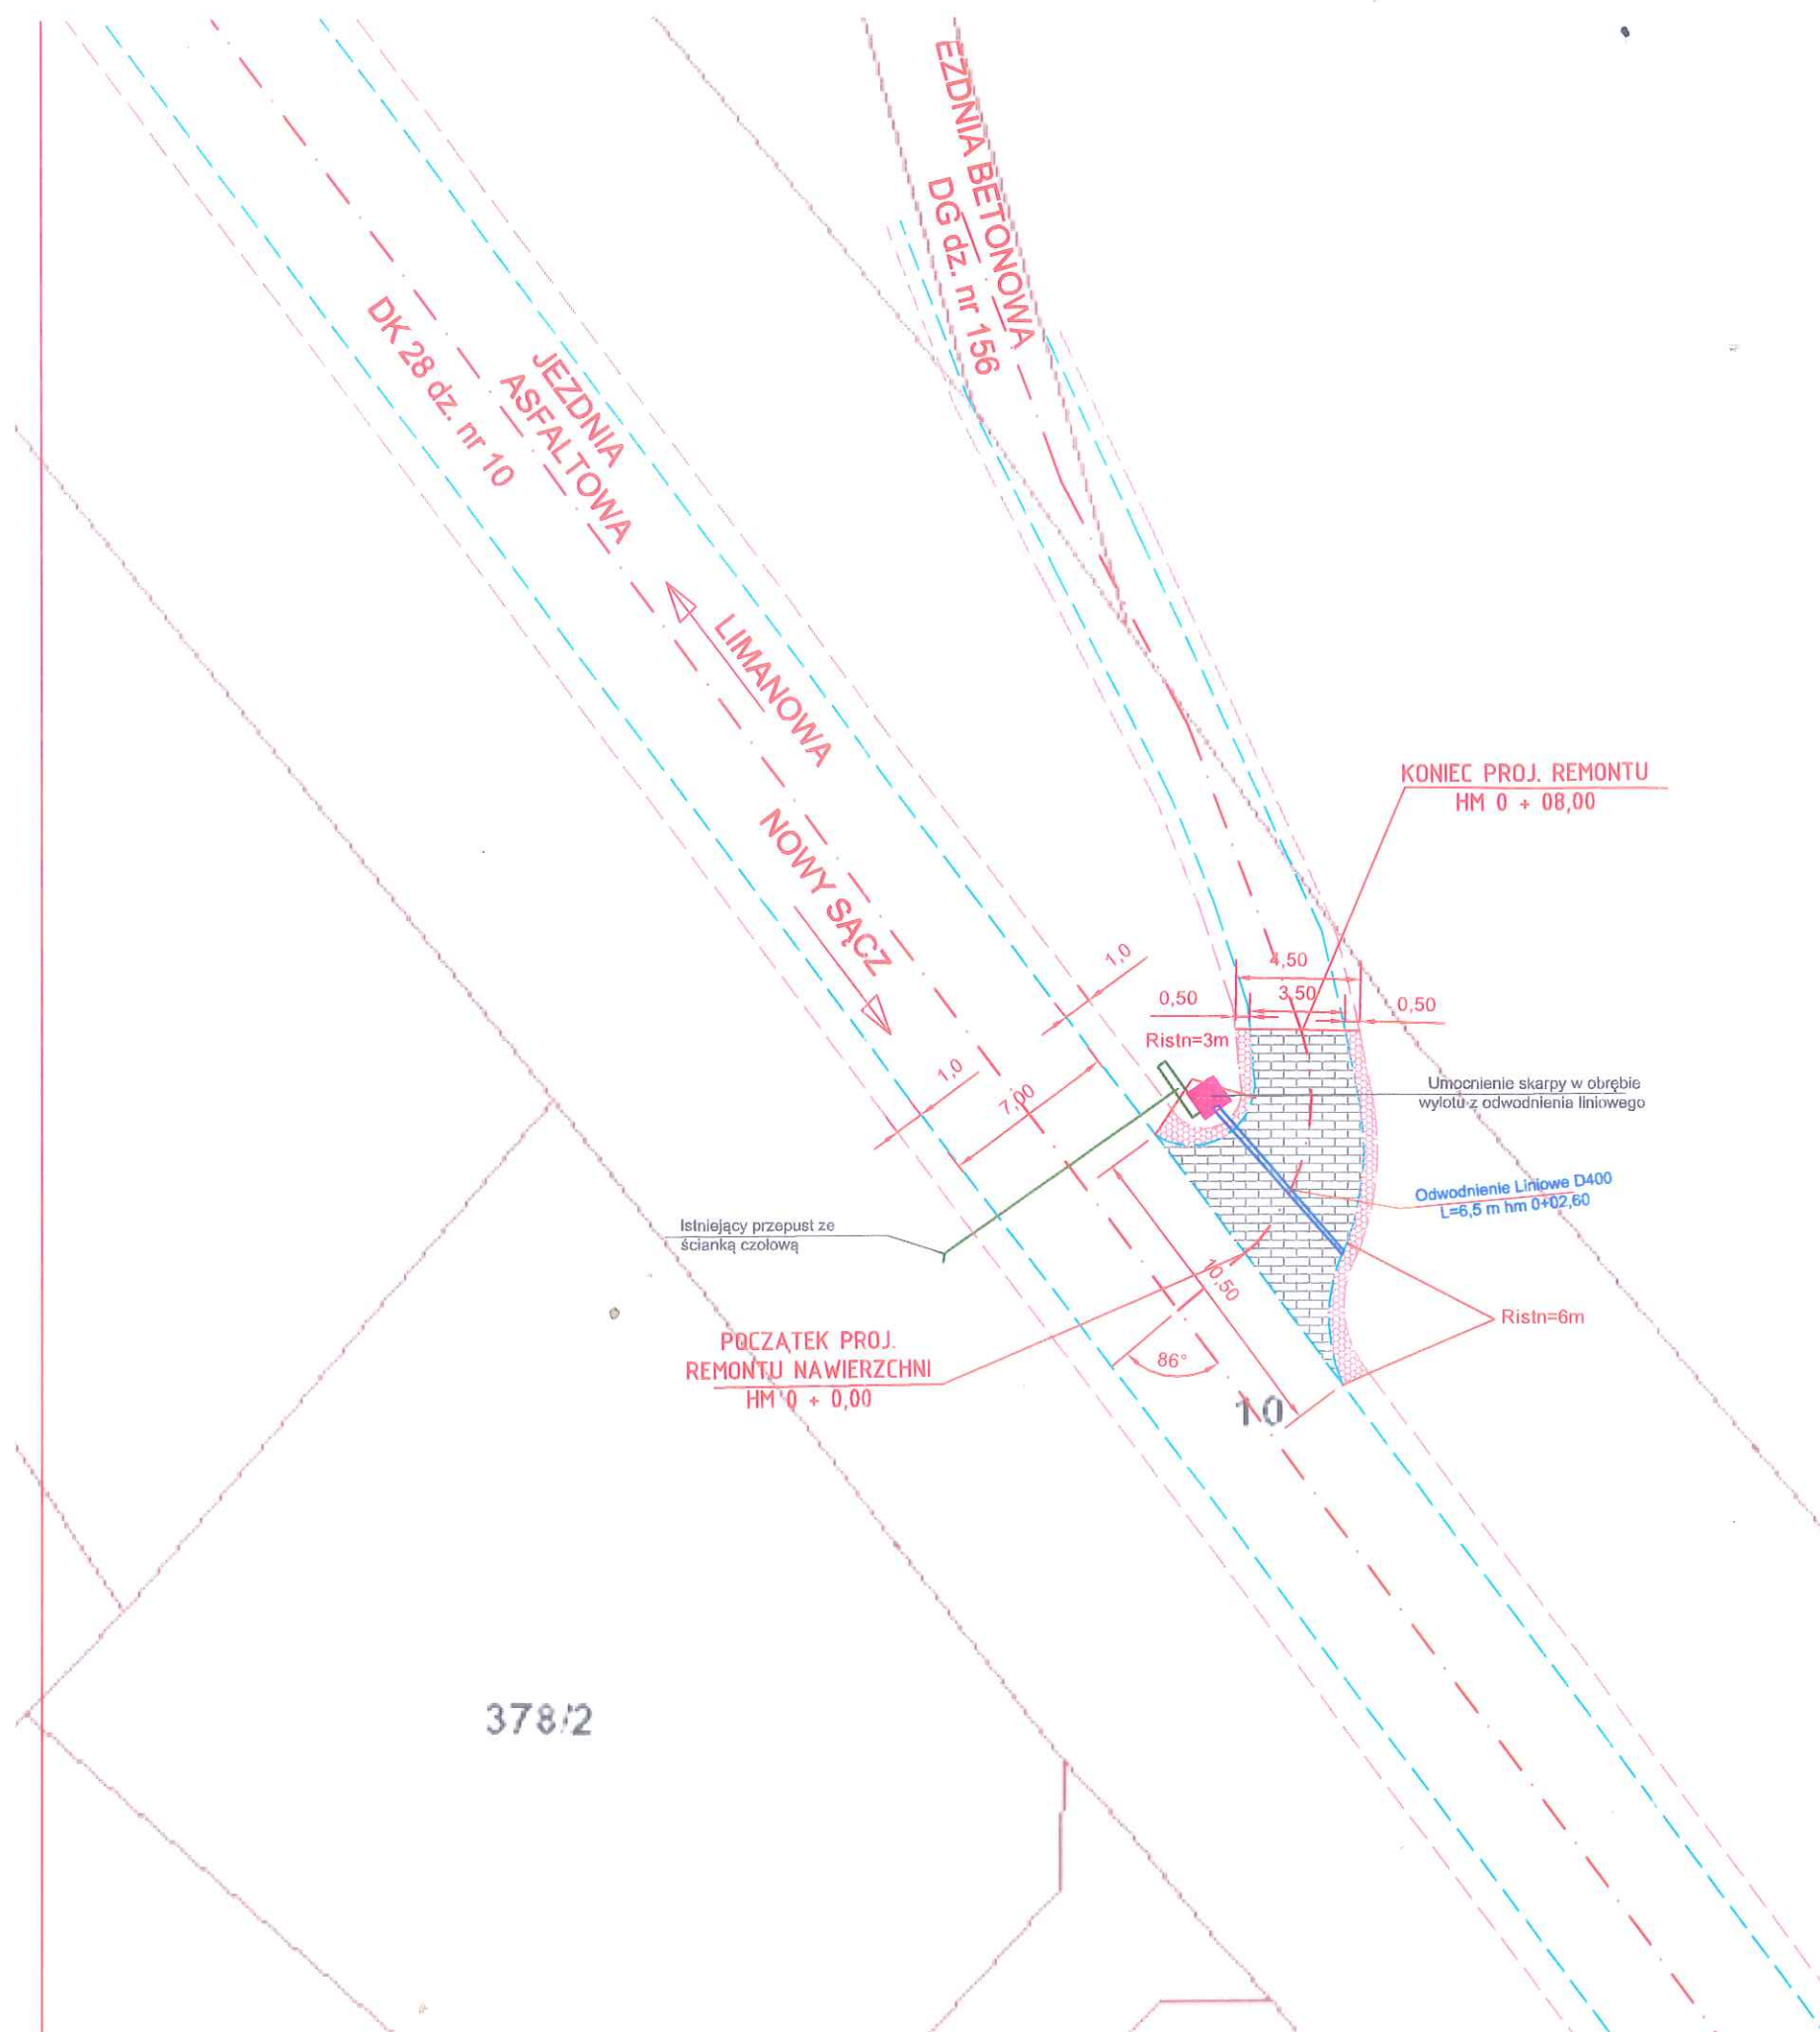 EZDNIA BETONOWA
DG dz. nr 156
DK 28 dz. nr 10
JEZDNIA
ASFALTOWA
LIMANOWA
NOWY SĄCZ
KONIEC PROJ. REMONTU
HM 0 + 08,00
1,0
4,50
0,50
3,50
0,50
Ristn=3m
1,0
7,00
Umocnienie skarpy w obrębie
wylotu z odwodnienia liniowego
Odwodnienie Liniowe D400
L=6,5 m hm 0+02,60
Istniejący przepust ze
ścianką czołową
10,50
Ristn=6m
POCZĄTEK PROJ.
REMONTU NAWIERZCHNI
HM 0 + 0,00
86°
10
378/2